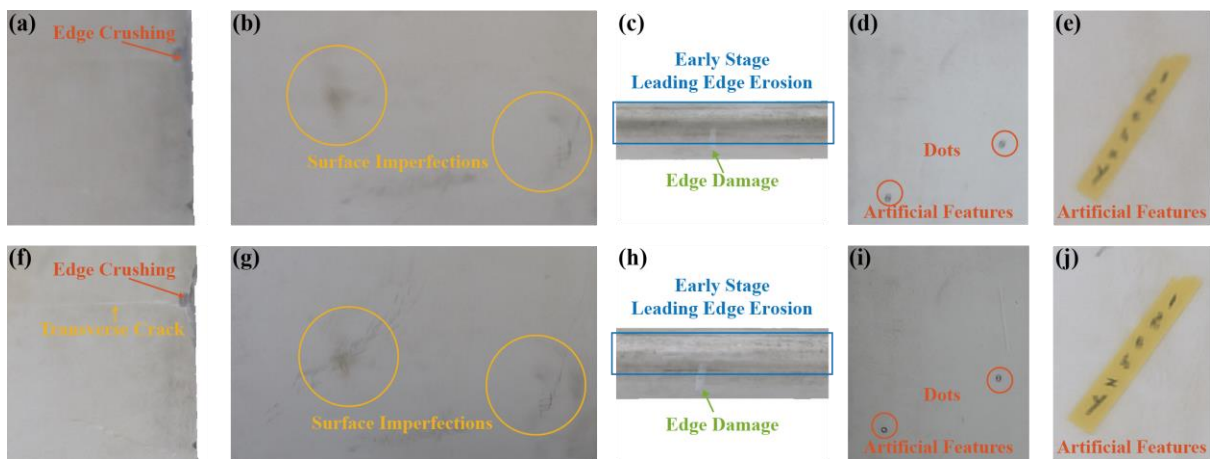 (a)
Edge Crushing
(b)
Surface Imperfections
(c)
Early Stage
Leading Edge Erosion
Edge Damage
(d)
Dots
Artificial Features
(e)
Artificial Features
(f)
Edge Crushing
Transverse Crack
(g)
Surface Imperfections
(h)
Early Stage
Leading Edge Erosion
Edge Damage
(i)
Dots
Artificial Features
(j)
Artificial Features